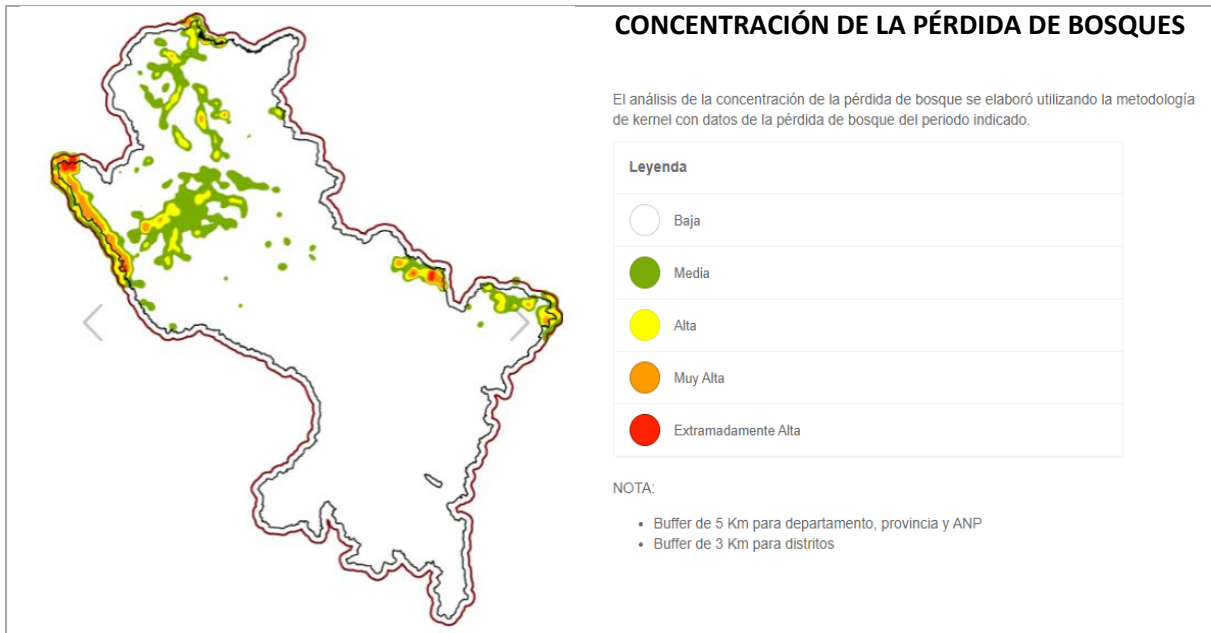 CONCENTRACIÓN DE LA PÉRDIDA DE BOSQUES
El análisis de la concentración de la pérdida de bosque se elaboró utilizando la metodología
de kernel con datos de la pérdida de bosque del periodo indicado.
Leyenda
Baja
Media
Alta
Muy Alta
Extramadamente Alta
NOTA:
• Buffer de 5 Km para departamento, provincia y ANP
• Buffer de 3 Km para distritos